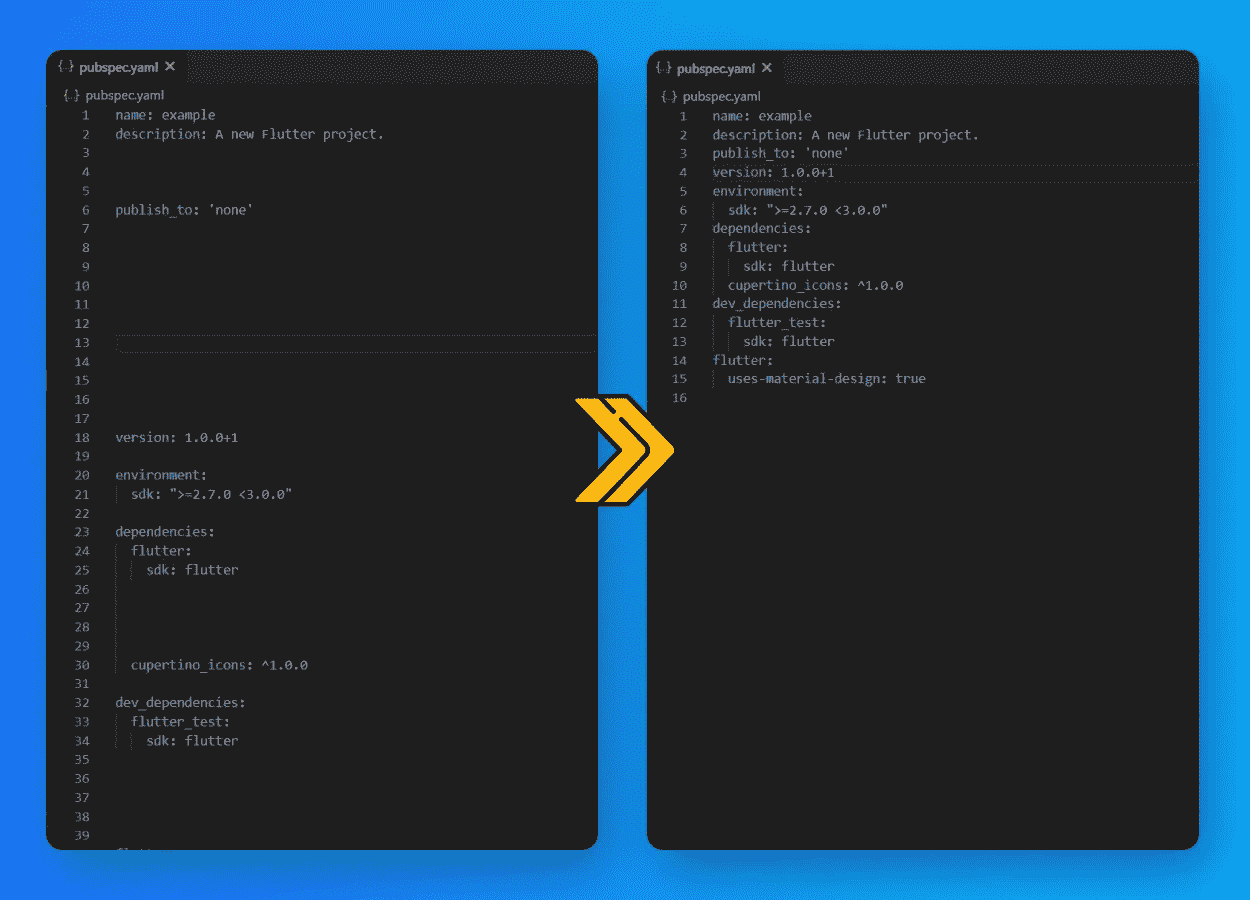 {..} pubspec.yaml ×
{..} pubspec.yaml
1 name: example
2 description: A new Flutter project.
3
4
5
6 publish_to: 'none'
7
8
9
10
11
12
13
14
15
16
17
18 version: 1.0.0+1
19
20 environment:
21 sdk: ">=2.7.0 <3.0.0"
22
23 dependencies:
24 flutter:
25 sdk: flutter
26
27
28
29
30 cupertino_icons: ^1.0.0
31
32 dev_dependencies:
33 flutter_test:
34 sdk: flutter
35
36
37
38
39
{..} pubspec.yaml ×
{..} pubspec.yaml
1 name: example
2 description: A new Flutter project.
3 publish_to: 'none'
4 version: 1.0.0+1
5 environment:
6 sdk: ">=2.7.0 <3.0.0"
7 dependencies:
8 flutter:
9 sdk: flutter
10 cupertino_icons: ^1.0.0
11 dev_dependencies:
12 flutter_test:
13 sdk: flutter
14 flutter:
15 uses-material-design: true
16